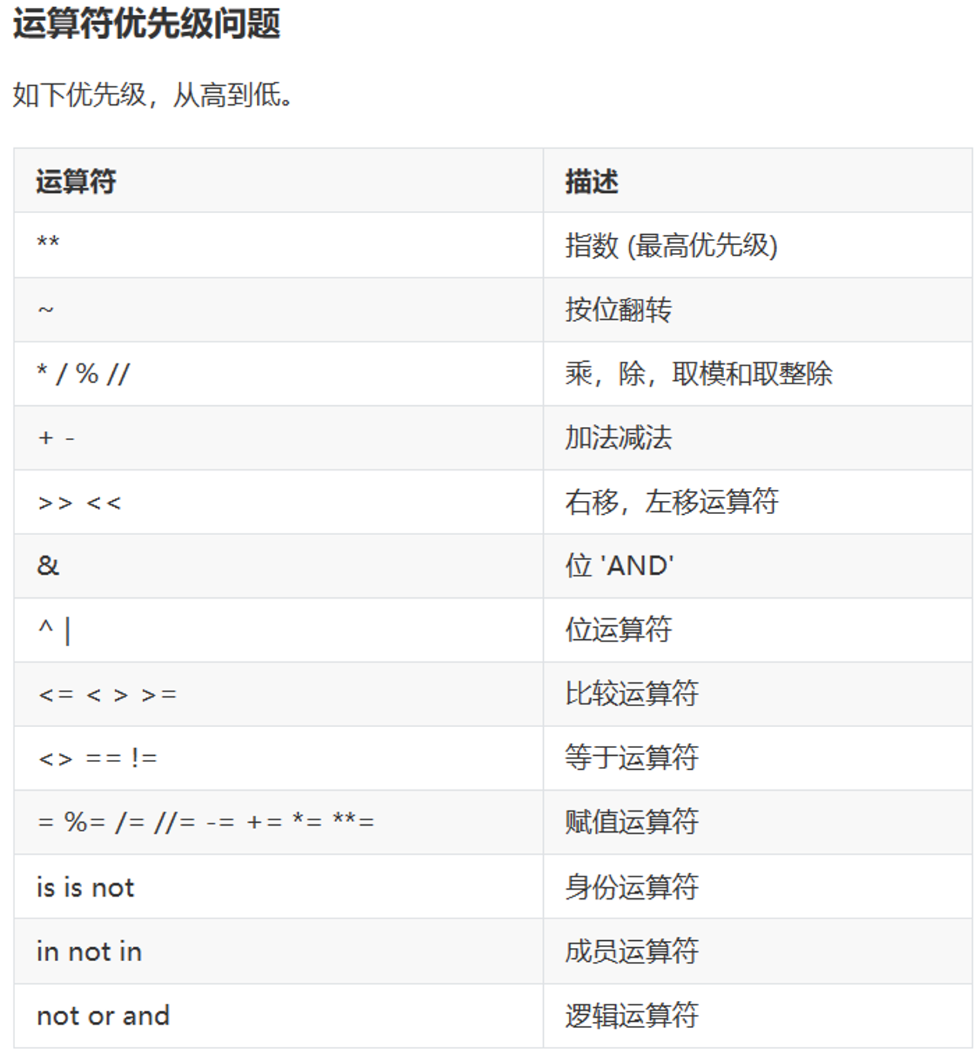 运算符优先级问题
如下优先级，从高到低。
运算符 描述
** 指数 (最高优先级)
~ 按位翻转
* / % // 乘，除，取模和取整除
+ - 加法减法
>> << 右移，左移运算符
& 位 'AND'
^ | 位运算符
<= < > >= 比较运算符
<> == != 等于运算符
= %= /= //= -= += *= **= 赋值运算符
is is not 身份运算符
in not in 成员运算符
not or and 逻辑运算符